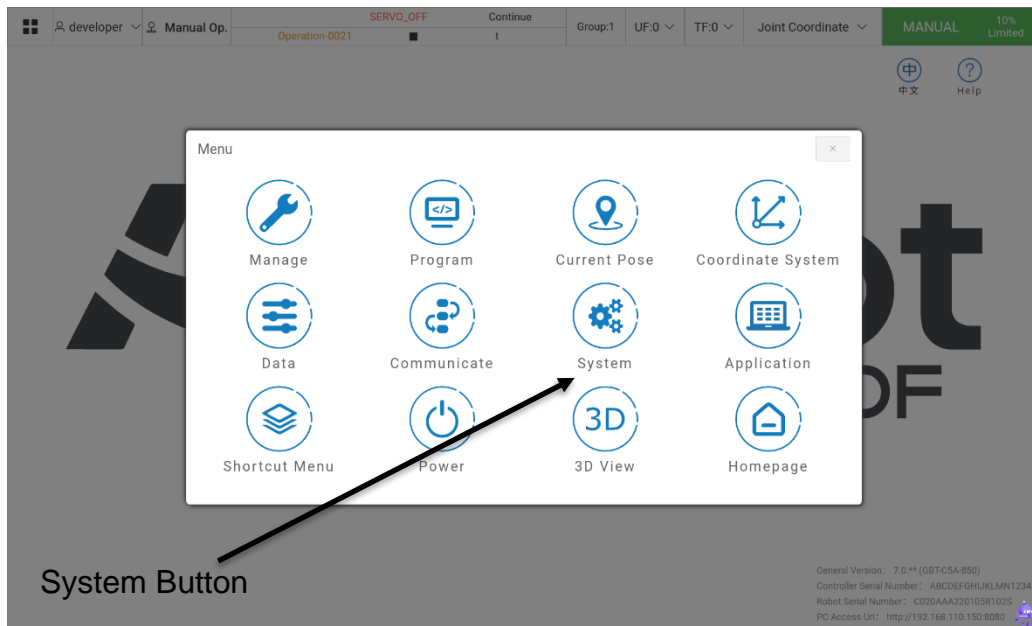 developer Manual Op. SERVO_OFF Continue Group:1 UF:0 TF:0 Joint Coordinate MANUAL 10%
Operation-0021 t Limited
中
中文 ? Help
Menu
Manage Program Current Pose Coordinate System
Data Communicate System Application
3D
Shortcut Menu Power 3D View Homepage
ot
OF
System Button
General Version: 7.0.** (GBT-C5A-850)
Controller Serial Number: ABCDEFGHIJKLMN1234
Robot Serial Number: C020AAA220105B102S
PC Access Url: http://192.168.110.150:8080